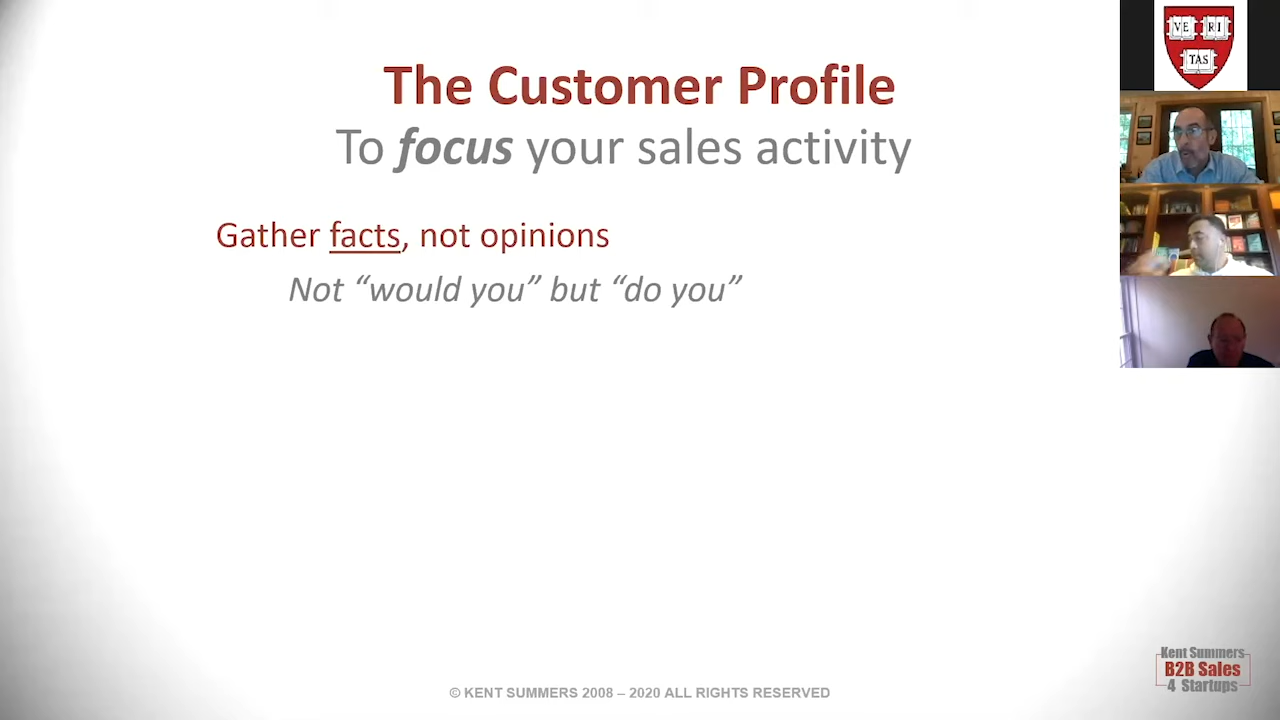 The Customer Profile
To focus your sales activity
Gather facts, not opinions
Not “would you” but “do you”
VE RI
TAS
© KENT SUMMERS 2008 – 2020 ALL RIGHTS RESERVED
Kent Summers
B2B Sales
4 Startups